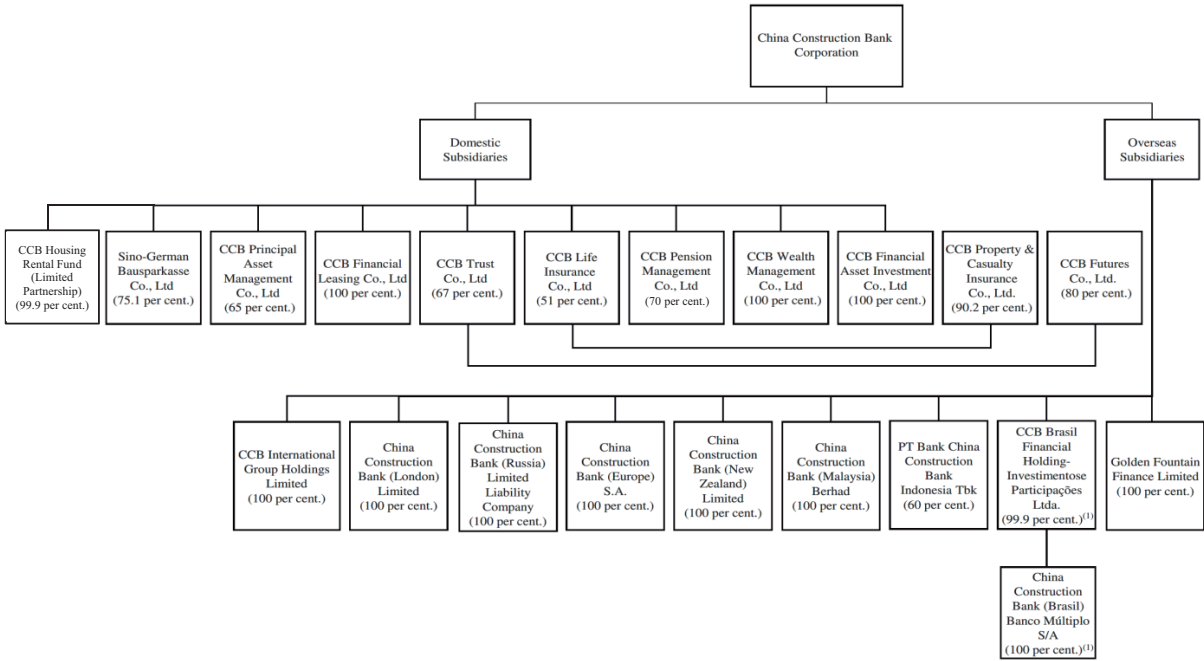 China Construction Bank
Corporation
Domestic
Subsidiaries
Overseas
Subsidiaries
CCB Housing
Rental Fund
(Limited
Partnership)
(99.9 per cent.)
Sino-German
Bausparkasse
Co., Ltd
(75.1 per cent.)
CCB Principal
Asset
Management
Co., Ltd
(65 per cent.)
CCB Financial
Leasing Co., Ltd
(100 per cent.)
CCB Trust
Co., Ltd
(67 per cent.)
CCB Life
Insurance
Co., Ltd
(51 per cent.)
CCB Pension
Management
Co., Ltd
(70 per cent.)
CCB Wealth
Management
Co., Ltd
(100 per cent.)
CCB Financial
Asset Investment
Co., Ltd
(100 per cent.)
CCB Property &
Casualty
Insurance
Co., Ltd.
(90.2 per cent.)
CCB Futures
Co., Ltd.
(80 per cent.)
CCB International
Group Holdings
Limited
(100 per cent.)
China
Construction
Bank (London)
Limited
(100 per cent.)
China
Construction
Bank (Russia)
Limited
Liability
Company
(100 per cent.)
China
Construction
Bank (Europe)
S.A.
(100 per cent.)
China
Construction
Bank (New
Zealand)
Limited
(100 per cent.)
China
Construction
Bank (Malaysia)
Berhad
(100 per cent.)
PT Bank China
Construction
Bank
Indonesia Tbk
(60 per cent.)
CCB Brasil
Financial
Holding-
Investimentose
Participações
Ltda.
(99.9 per cent.)(1)
Golden Fountain
Finance Limited
(100 per cent.)
China
Construction
Bank (Brasil)
Banco Múltiplo
S/A
(100 per cent.)(1)